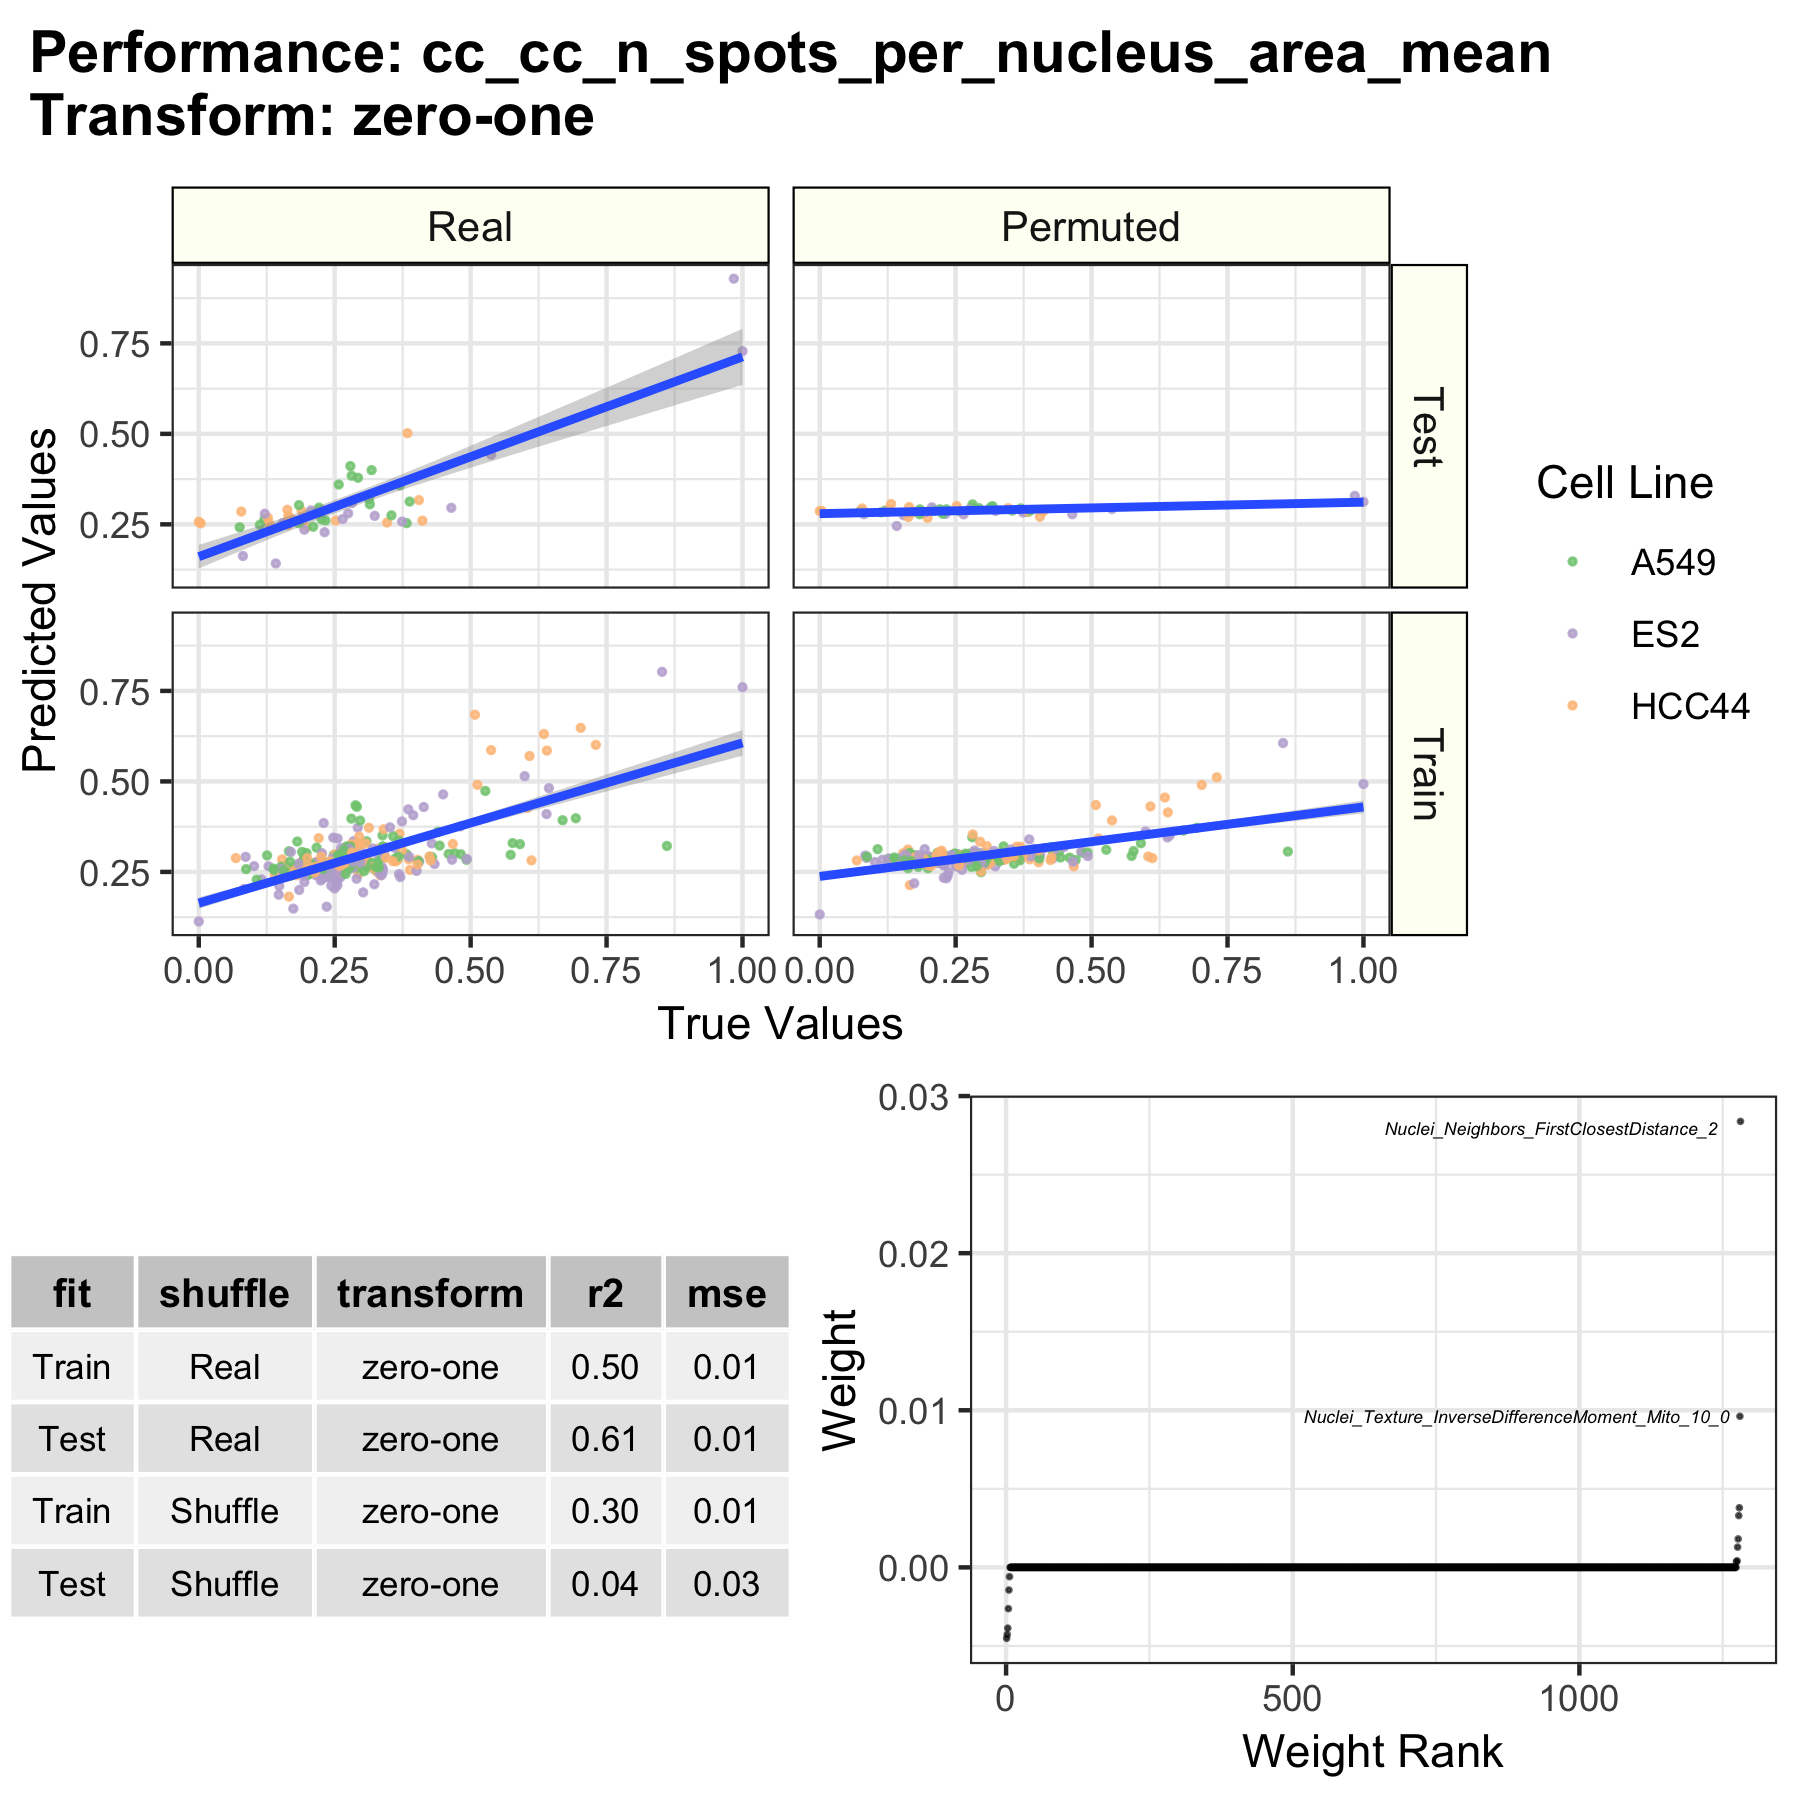 Performance: cc_cc_n_spots_per_nucleus_area_mean
Transform: zero-one
Real
Permuted
Test
Train
Predicted Values
0.75
0.50
0.25
0.75
0.50
0.25
0.00 0.25 0.50 0.75 1.00 0.00 0.25 0.50 0.75 1.00
True Values
Cell Line
A549
ES2
HCC44
fit shuffle transform r2 mse
Train Real zero-one 0.50 0.01
Test Real zero-one 0.61 0.01
Train Shuffle zero-one 0.30 0.01
Test Shuffle zero-one 0.04 0.03
Weight
0.03
0.02
0.01
0.00
Nuclei_Neighbors_FirstClosestDistance_2
Nuclei_Texture_InverseDifferenceMoment_Mito_10_0
0 500 1000
Weight Rank